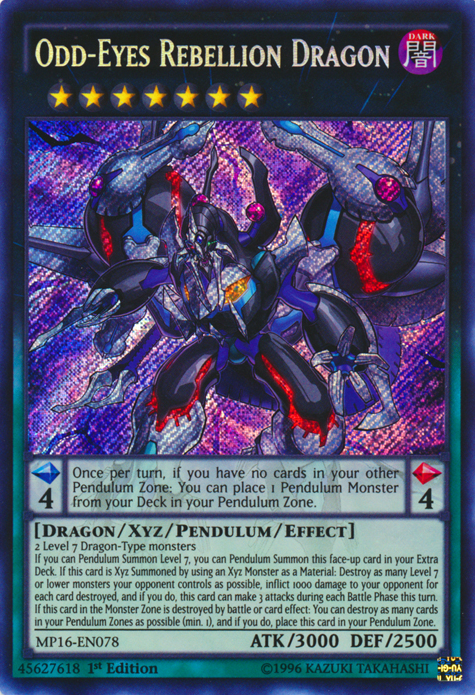 ODD-EYES REBELLION DRAGON
DARK
闇
Once per turn, if you have no cards in your other
Pendulum Zone: You can place 1 Pendulum Monster
from your Deck in your Pendulum Zone.
4
4
[DRAGON/XYZ/PENDULUM/EFFECT]
2 Level 7 Dragon-Type monsters
If you can Pendulum Summon Level 7, you can Pendulum Summon this face-up card in your Extra
Deck. If this card is Xyz Summoned by using an Xyz Monster as a Material: Destroy as many Level 7
or lower monsters your opponent controls as possible, inflict 1000 damage to your opponent for
each card destroyed, and if you do, this card can make 3 attacks during each Battle Phase this turn.
If this card in the Monster Zone is destroyed by battle or card effect: You can destroy as many cards
in your Pendulum Zones as possible (min. 1), and if you do, place this card in your Pendulum Zone.
MP16-EN078
ATK/3000 DEF/2500
45627618
1st Edition
©1996 KAZUKI TAKAHASHI